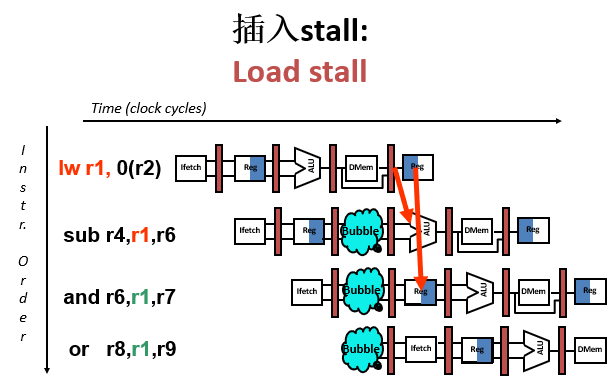 插入stall:
Load stall
Time (clock cycles)
Instr. Order
lw r1, 0(r2)
Ifetch Reg ALU DMem Reg
sub r4,r1,r6
Ifetch Reg Bubble ALU DMem Reg
and r6,r1,r7
Ifetch Bubble Reg ALU DMem Reg
or r8,r1,r9
Bubble Ifetch Reg ALU DMem